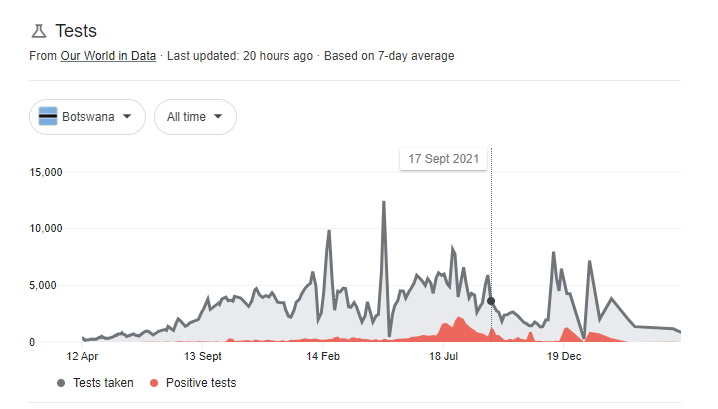 Tests
From Our World in Data · Last updated: 20 hours ago · Based on 7-day average
Botswana
All time
17 Sept 2021
15,000
10,000
5,000
0
12 Apr
13 Sept
14 Feb
18 Jul
19 Dec
Tests taken
Positive tests